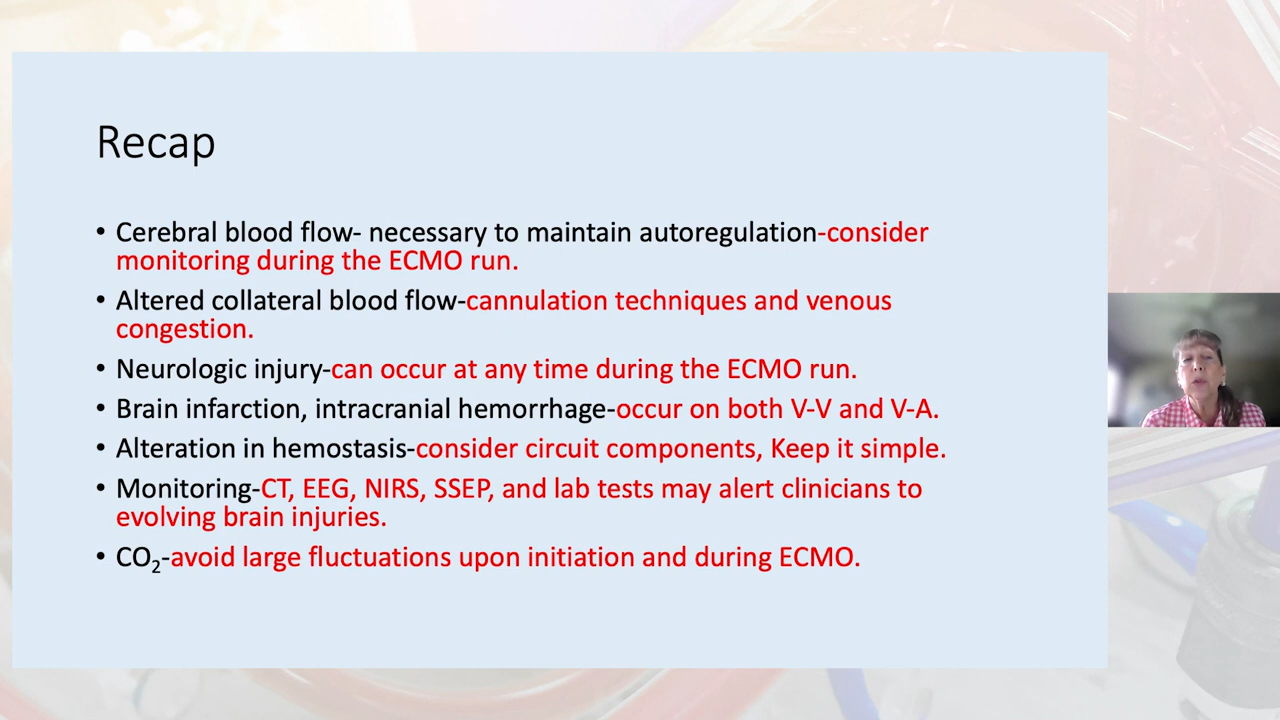 Recap
• Cerebral blood flow- necessary to maintain autoregulation-consider
monitoring during the ECMO run.
• Altered collateral blood flow-cannulation techniques and venous
congestion.
• Neurologic injury-can occur at any time during the ECMO run.
• Brain infarction, intracranial hemorrhage-occur on both V-V and V-A.
• Alteration in hemostasis-consider circuit components, Keep it simple.
• Monitoring-CT, EEG, NIRS, SSEP, and lab tests may alert clinicians to
evolving brain injuries.
• CO₂-avoid large fluctuations upon initiation and during ECMO.